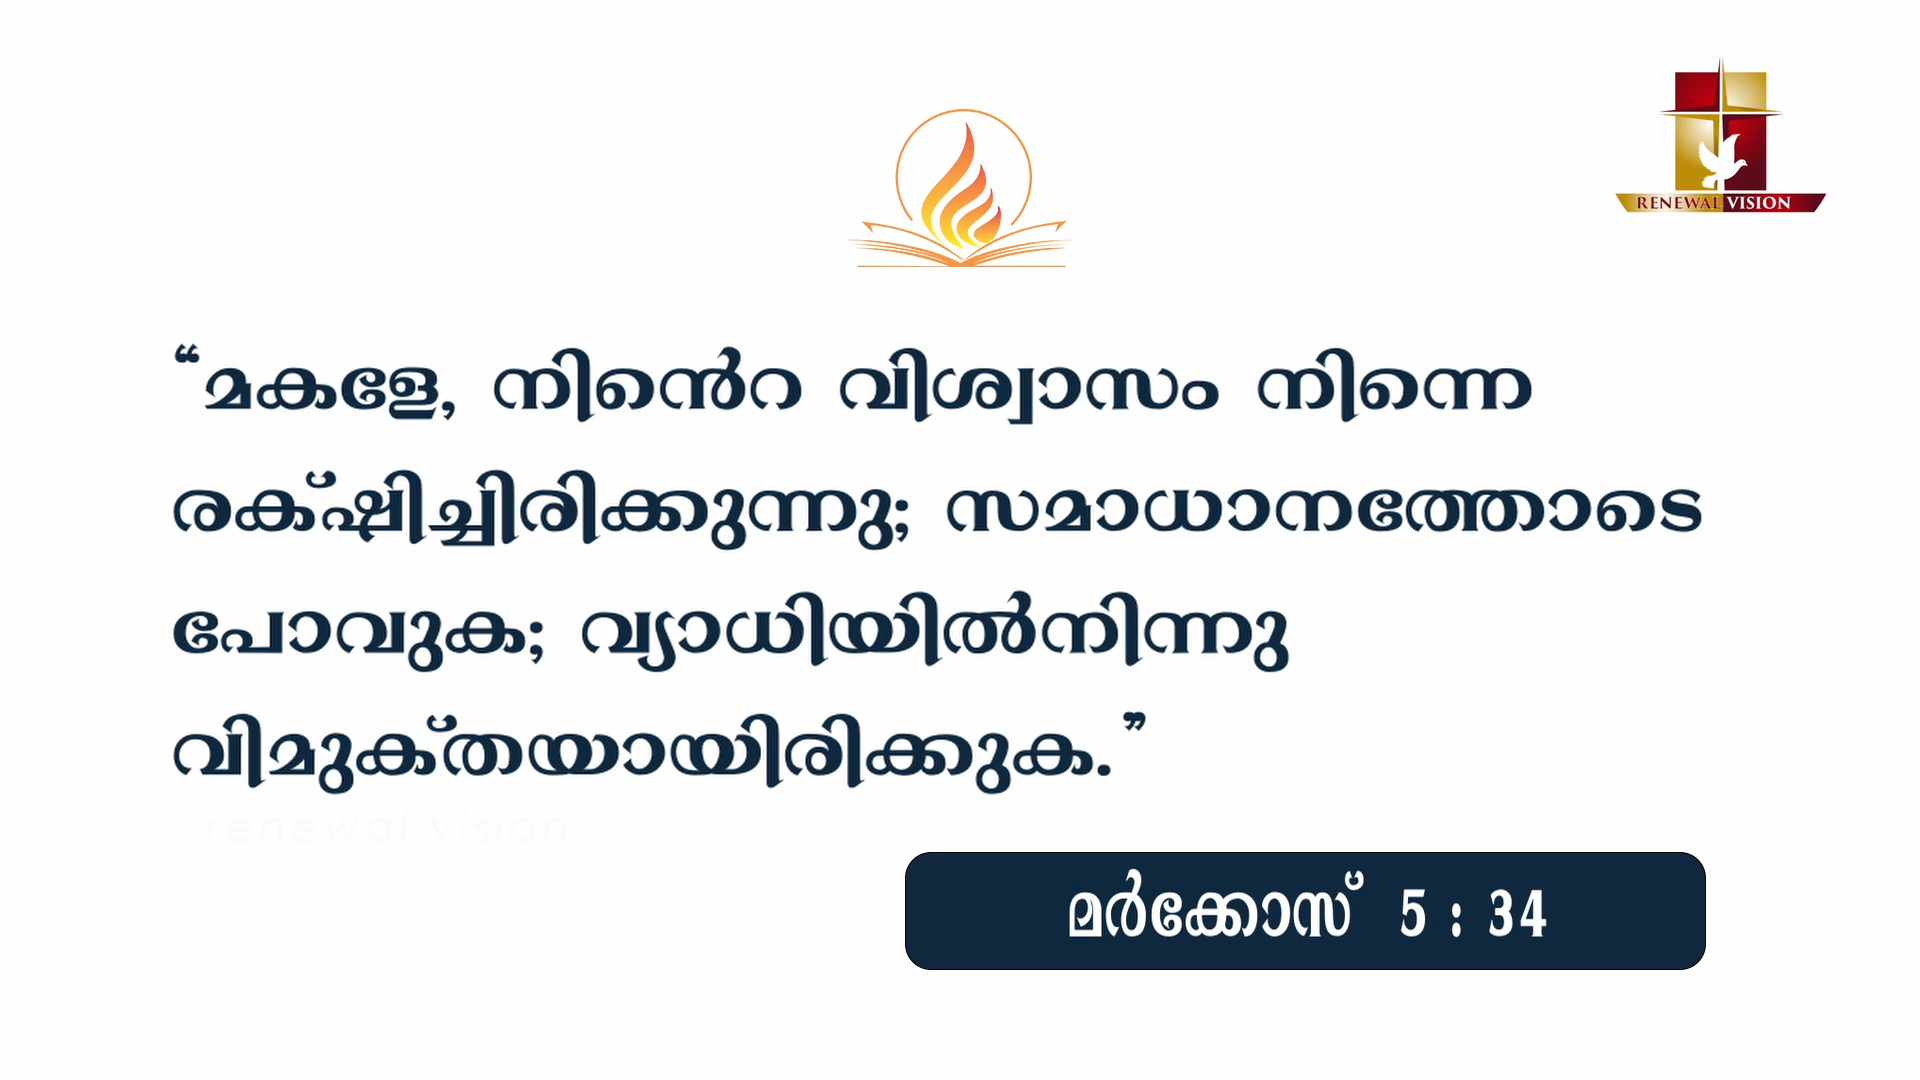 RENEWAL VISION
“മകളേ, നിൻെറ വിശ്വാസം നിന്നെ
രക്ഷിച്ചിരിക്കുന്നു; സമാധാനത്തോടെ
പോവുക; വ്യാധിയിൽനിന്നു
വിമുക്തയായിരിക്കുക.”
renewal vision
മർക്കോസ് 5 : 34